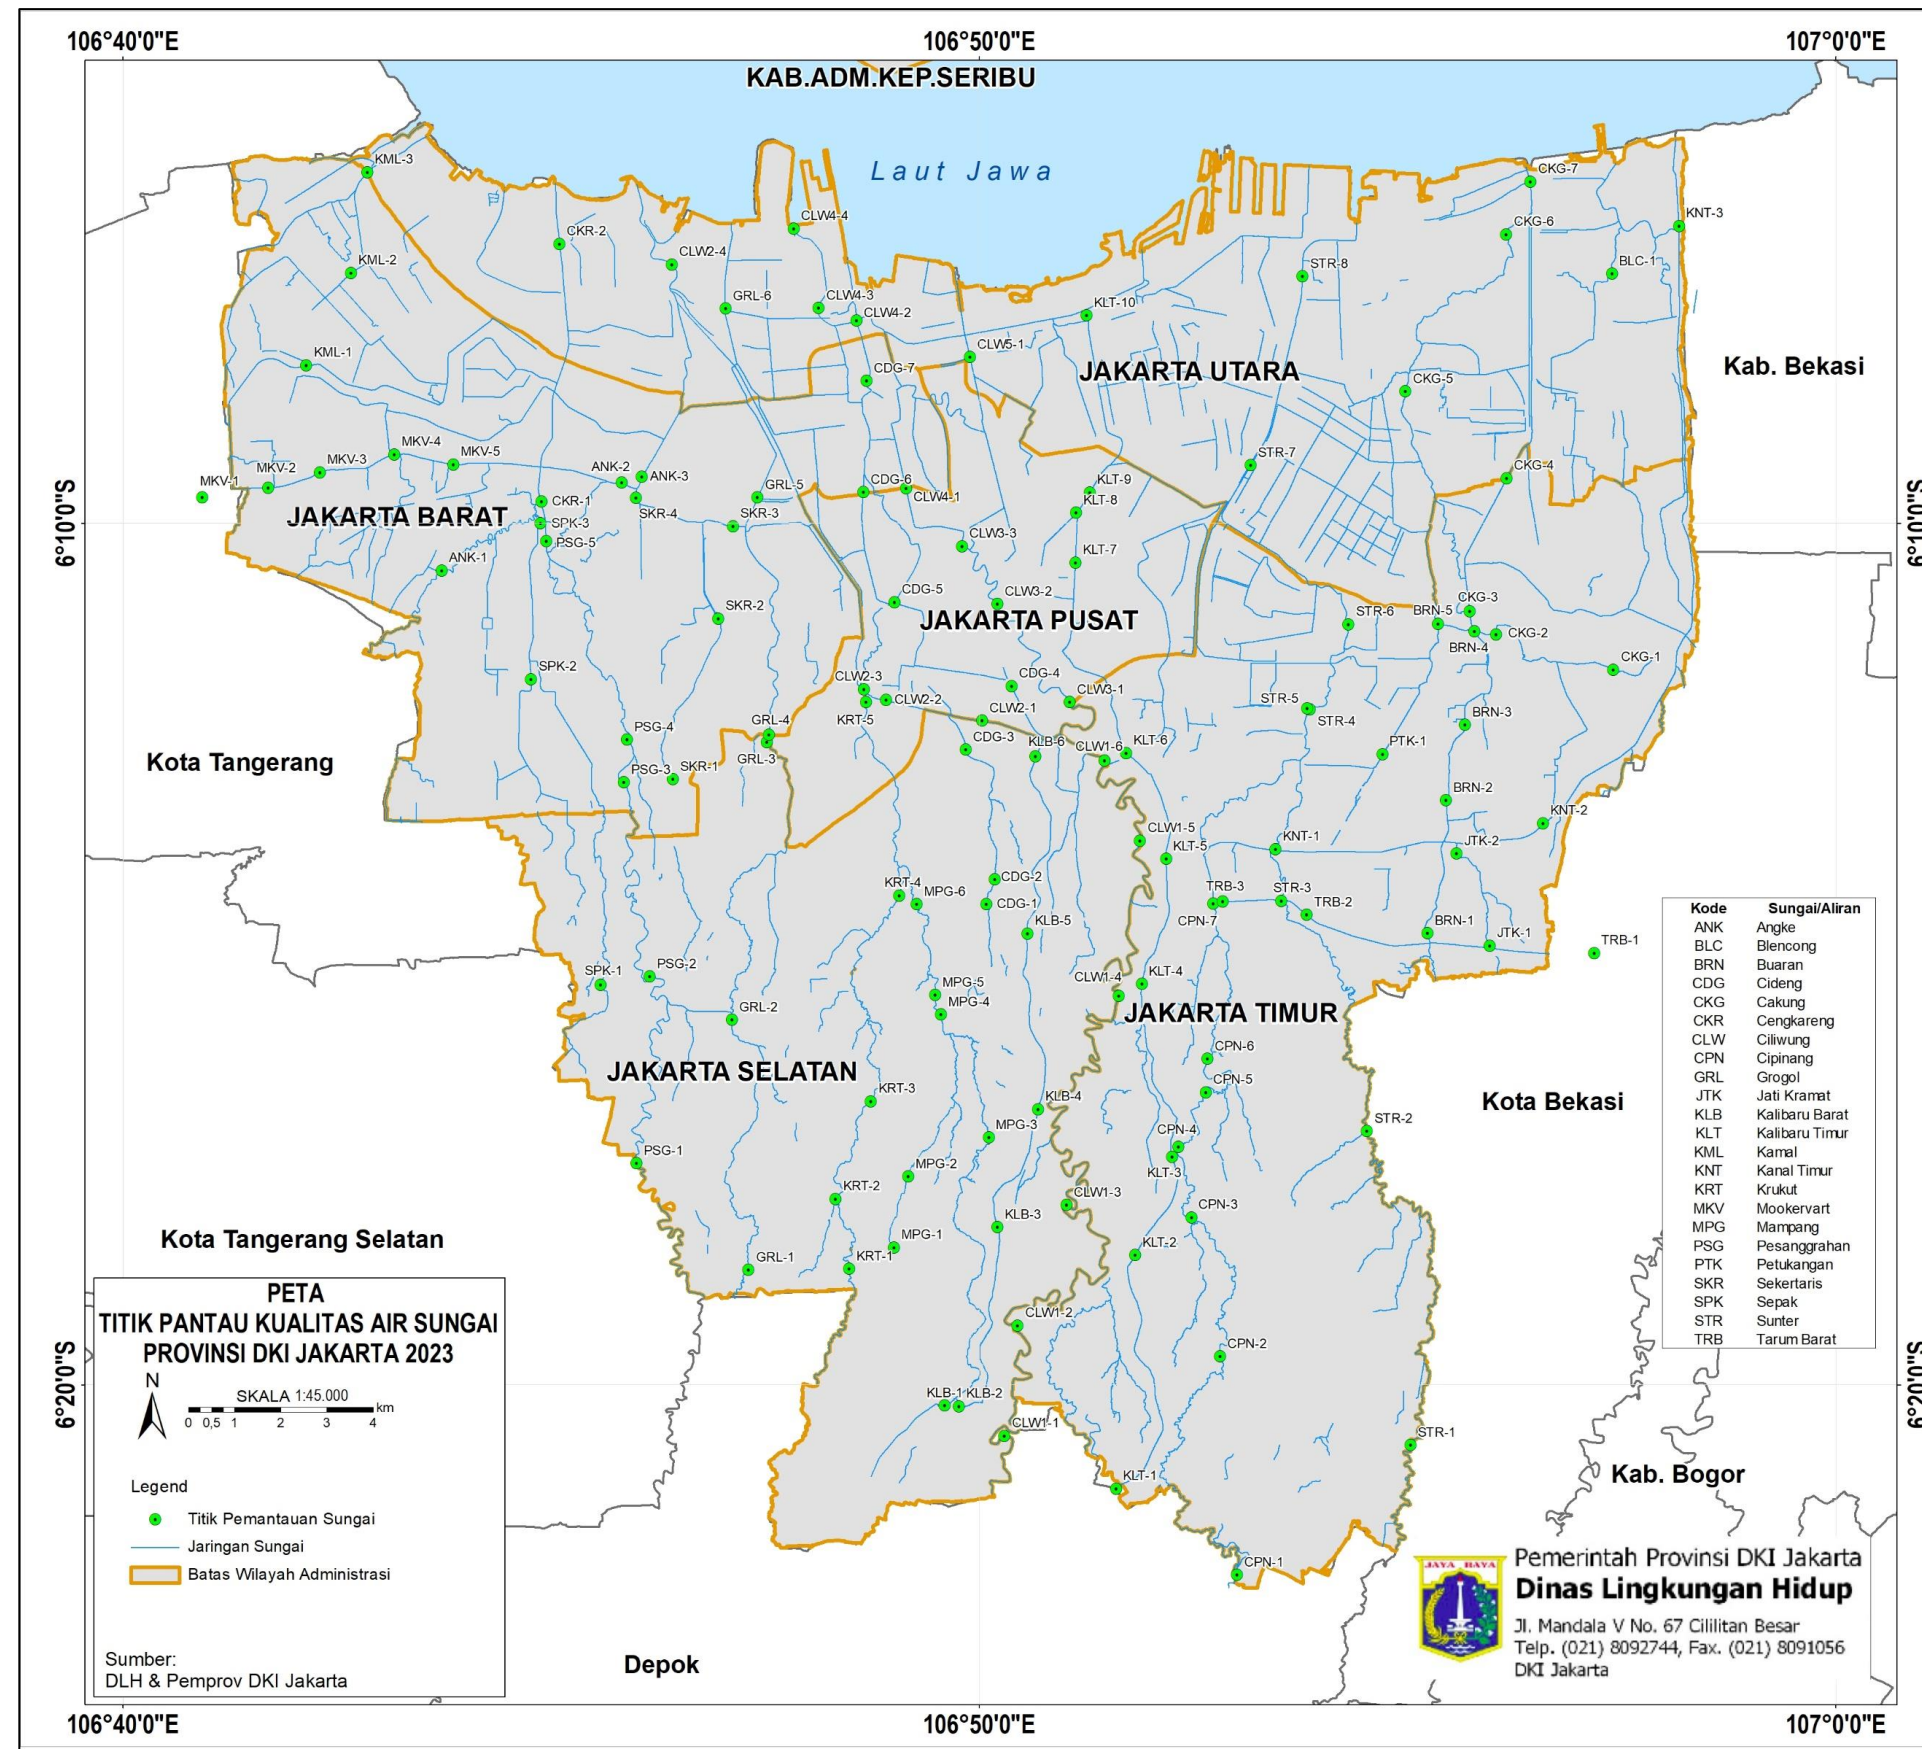 106°40'0"E 106°50'0"E 107°0'0"E
KAB.ADM.KEP.SERIBU
Laut Jawa
KML-3
CKG-7
CLW4-4
KNT-3
CKR-2
CKG-6
CLW2-4
KML-2
STR-8
BLC-1
GRL-6
CLW4-3
KLT-10
CLW4-2
CLW5-1
KML-1
CDG-7
JAKARTA UTARA
Kab. Bekasi
CKG-5
MKV-4
MKV-5
MKV-3
MKV-2
MKV-1
ANK-2
ANK-3
STR-7
CKG-4
GRL-5
CDG-6
CLW4-1
KLT-9
KLT-8
CKR-1
SKR-4
SKR-3
JAKARTA BARAT
SPK-3
PSG-5
6°10'0"S
6°10'0"S
CLW3-3
KLT-7
ANK-1
CDG-5
CLW3-2
SKR-2
JAKARTA PUSAT
STR-6
BRN-5
CKG-3
CKG-2
BRN-4
CKG-1
SPK-2
CLW2-3
CLW2-2
CDG-4
CLW3-1
KRT-5
CLW2-1
STR-5
STR-4
BRN-3
PSG-4
GRL-4
GRL-3
CDG-3
KLB-6
CLW1-6
KLT-6
PTK-1
Kota Tangerang
PSG-3
SKR-1
BRN-2
KNT-2
CLW1-5
KLT-5
KNT-1
JTK-2
KRT-4
MPG-6
CDG-2
CDG-1
TRB-3
CPN-7
STR-3
TRB-2
KLB-5
BRN-1
JTK-1
TRB-1
SPK-1
PSG-2
MPG-5
MPG-4
CLW1-4
KLT-4
GRL-2
JAKARTA TIMUR
CPN-6
JAKARTA SELATAN
KRT-3
CPN-5
KLB-4
Kota Bekasi
STR-2
MPG-3
CPN-4
KLT-3
PSG-1
MPG-2
KRT-2
CLW1-3
CPN-3
KLB-3
MPG-1
KLT-2
Kota Tangerang Selatan
GRL-1
KRT-1
CLW1-2
CPN-2
KLB-1
KLB-2
CLW1-1
6°20'0"S
6°20'0"S
STR-1
KLT-1
Kab. Bogor
CPN-1
Depok
Kode Sungai/Aliran
ANK Angke
BLC Blencong
BRN Buaran
CDG Cideng
CKG Cakung
CKR Cengkareng
CLW Ciliwung
CPN Cipinang
GRL Grogol
JTK Jati Kramat
KLB Kalibaru Barat
KLT Kalibaru Timur
KML Kamal
KNT Kanal Timur
KRT Krukut
MKV Mookervart
MPG Mampang
PSG Pesanggrahan
PTK Petukangan
SKR Sekertaris
SPK Sepak
STR Sunter
TRB Tarum Barat
PETA
TITIK PANTAU KUALITAS AIR SUNGAI
PROVINSI DKI JAKARTA 2023
N
SKALA 1:45.000
0 0,5 1 2 3 4 km
Legend
Titik Pemantauan Sungai
Jaringan Sungai
Batas Wilayah Administrasi
Sumber:
DLH & Pemprov DKI Jakarta
JAYA RAYA
Pemerintah Provinsi DKI Jakarta
Dinas Lingkungan Hidup
Jl. Mandala V No. 67 Cililitan Besar
Telp. (021) 8092744, Fax. (021) 8091056
DKI Jakarta
106°40'0"E 106°50'0"E 107°0'0"E